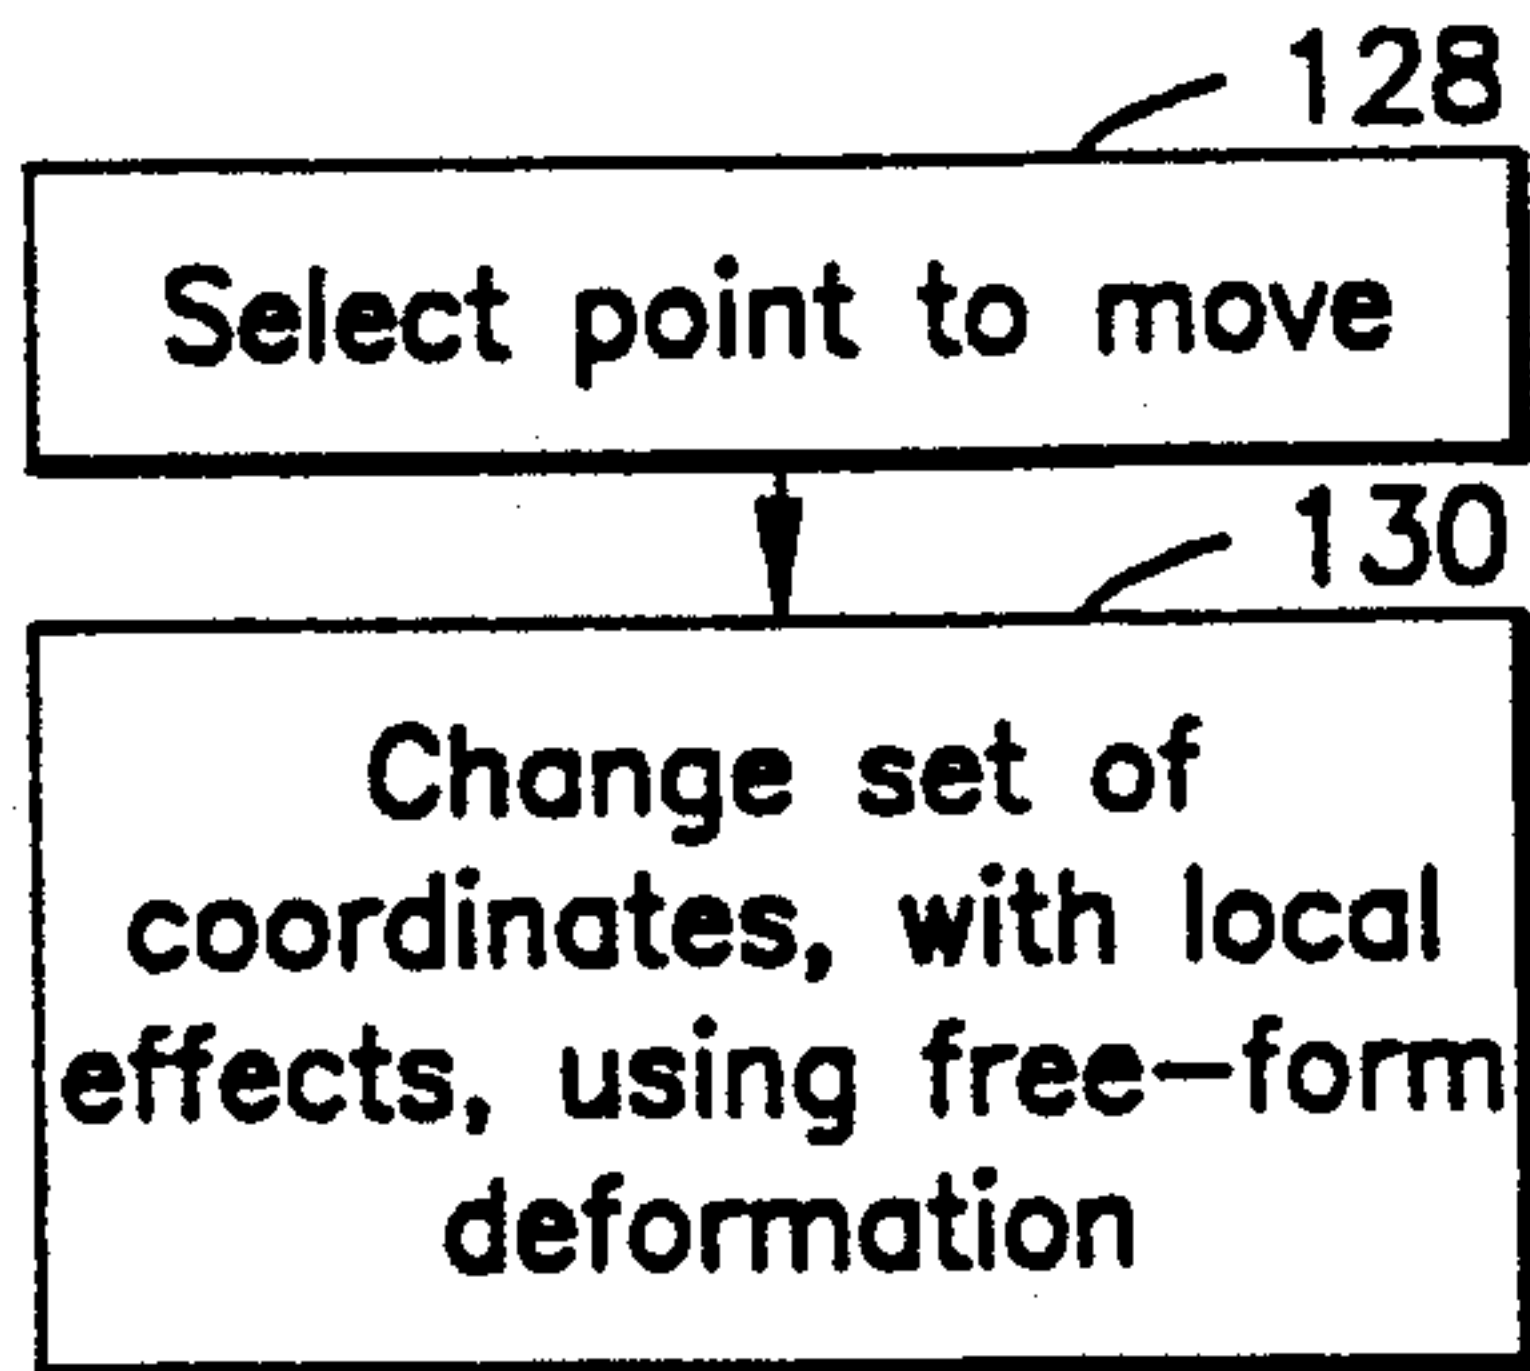 128
Select point to move
130
Change set of
coordinates, with local
effects, using free-form
deformation